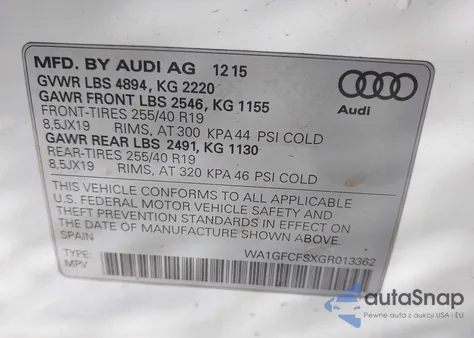 MFD. BY AUDI AG 12 15
GVWR LBS 4894, KG 2220
GAWR FRONT LBS 2546, KG 1155
FRONT-TIRES 255/40 R19
8,5JX19 RIMS, AT 300 KPA 44 PSI COLD
GAWR REAR LBS 2491, KG 1130
REAR-TIRES 255/40 R19
8,5JX19 RIMS, AT 320 KPA 46 PSI COLD
Audi
THIS VEHICLE CONFORMS TO ALL APPLICABLE
U.S. FEDERAL MOTOR VEHICLE SAFETY AND
THEFT PREVENTION STANDARDS IN EFFECT ON
THE DATE OF MANUFACTURE SHOWN ABOVE.
SPAIN
TYPE: WA1GFCFSXGR013362
MPV
autaSnap
Pewne auta z aukcji USA i EU